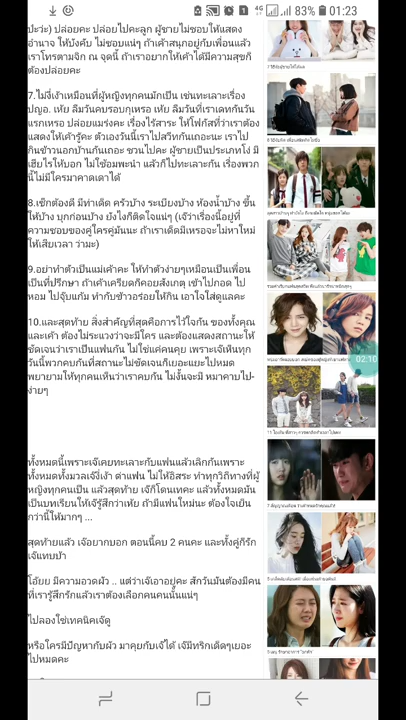 83% 01:23
ปะวะ) ปล่อยคะ ปล่อยไปคะลูก ผู้ชายไม่ชอบให้แสดง
อำนาจ ให้บังคับ ไม่ชอบแน่ๆ ถ้าเค้าสนุกอยู่กับเพื่อนแล้ว
เราโทรตามจิก ณ จุดนี้ ถ้าเราอยากให้เค้าได้มีความสุขก็
ต้องปล่อยคะ
7.ไม่งี่เง้าเหมือนที่ผู้หญิงทุกคนมักเป็น เช่นทะเลาะเรื่อง
ปญอ. เห้ย ลืมวันคบรอบกุเหรอ เห้ย ลืมวันที่เราเดทกันวัน
แรกเหรอ ปล่อยแมร่งคะ เรื่องไร้สาระ ให้โฟกัสที่ว่าเราต้อง
แสดงให้เค้ารู้คะ ตัวเองวันนี้เราไปสวีทกันเถอะนะ เราไป
กินข้าวนอกบ้านกันเถอะ ชวนไปคะ ผู้ชายเป็นประเภทโง่ มี
เฮียไรให้บอก ไม่ใช้อมพะนำ แล้วก็ไปทะเลาะกัน เรื่องพวก
นี้ไม่มีใครมาคาดเดาได้
8.เซ็กต้องดี มีท่าเด็ด ครัวบ้าง ระเบียงบ้าง ห้องน้ำบ้าง ขึ้น
ให้บ้าง บุกก่อนบ้าง ยังไงก็ติดใจแน่ๆ (เจ้ว่าเรื่องนี้อยู่ที่
ความชอบของคู่ใครคู่มันนะ ถ้าเราเด็ดมีเหรอจะไม่หาใหม่
ให้เสียเวลา ว่ามะ)
9.อย่าทำตัวเป็นแม่เค้าคะ ให้ทำตัวง่ายๆเหมือนเป็นเพื่อน
เป็นที่ปรึกษา ถ้าเค้าเครียดก็คอยสังเกตุ เข้าไปกอด ไป
หอม ไปจุ๊บแก้ม ทำกับข้าวอร่อยให้กิน เอาใจใส่ดูแลคะ
10.และสุดท้าย สิ่งสำคัญที่สุดคือการไว้ใจกัน ของทั้งคุณ
และเค้า ต้องไม่ระแวงว่าจะมีใคร และต้องแสดงสถานะให้
ชัดเจนว่าเราเป็นแฟนกัน ไม่ใช่แค่คนคุย เพราะเจ้เห็นทุก
วันนี้พวกคบกันที่สถานะไม่ชัดเจนก็เยอะแยะไปหมด
พยายามให้ทุกคนเห็นว่าเราคบกัน ไม่งั้นจะมี หมาคาบไป-
ง่ายๆ
ทั้งหมดนี้เพราะเจ้เคยทะเลาะกับแฟนแล้วเลิกกันเพราะ
ทั้งหมดทั้งมวลเจ้งี่เง้า ด่าแฟน ไม่ให้อิสระ ทำทุกวิถีทางที่ผู้
หญิงทุกคนเป็น แล้วสุดท้าย เจ้ก็โดนเทคะ แล้วทั้งหมดมัน
เป็นบทเรียนให้เจ้รู้สึกว่าเห้ย ถ้ามีแฟนใหม่นะ ต้องใจเย็น
กว่านี้ให้มากๆ ...
สุดท้ายแล้ว เจ้อยากบอก ตอนนี้คบ 2 คนคะ และทั้งคู่ก็รัก
เจ้แทบบ้า
โอ้ยย มีความอวดผัว .. แต่ว่าเจ้เอาอยู่คะ สักวันมันต้องมีคน
ที่เรารู้สึกรักแล้วเราต้องเลือกคนคนนั้นแน่ๆ
ไปลองใช่เทคนิคเจ้ดู
หรือใครมีปัญหากับผัว มาคุยกับเจ้ได้ เจ้มีทริกเด็ดๆเยอะ
ไปหมดคะ
02:10